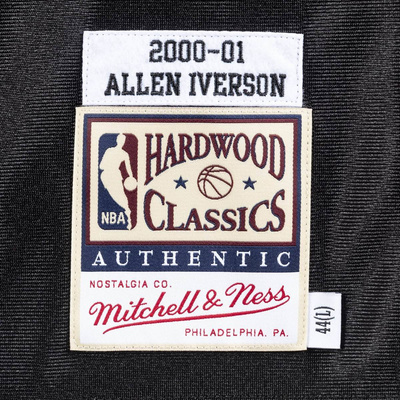 2000-01
ALLEN IVERSON
HARDWOOD
NBA
CLASSICS
AUTHENTIC
NOSTALGIA CO.
Mitchell & Ness
PHILADELPHIA, PA.
44(L)